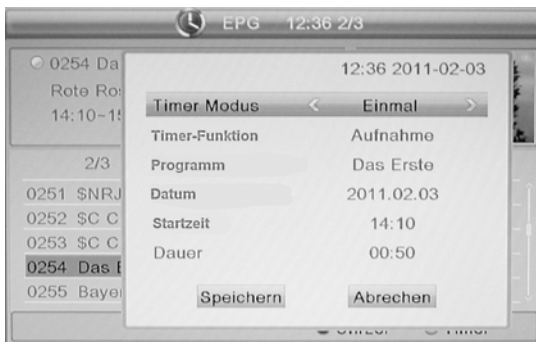 EPG 12:36 2/3
0254 Da
12:36 2011-02-03
Rote Ro
14:10~1
Timer Modus < Einmal >
Timer-Funktion Aufnahme
2/3
Programm Das Erste
0251 $NRJ
Datum 2011.02.03
0252 $C C
Startzeit 14:10
0253 $C C
Dauer 00:50
0254 Das E
0255 Bayer
Speichern Abrechen